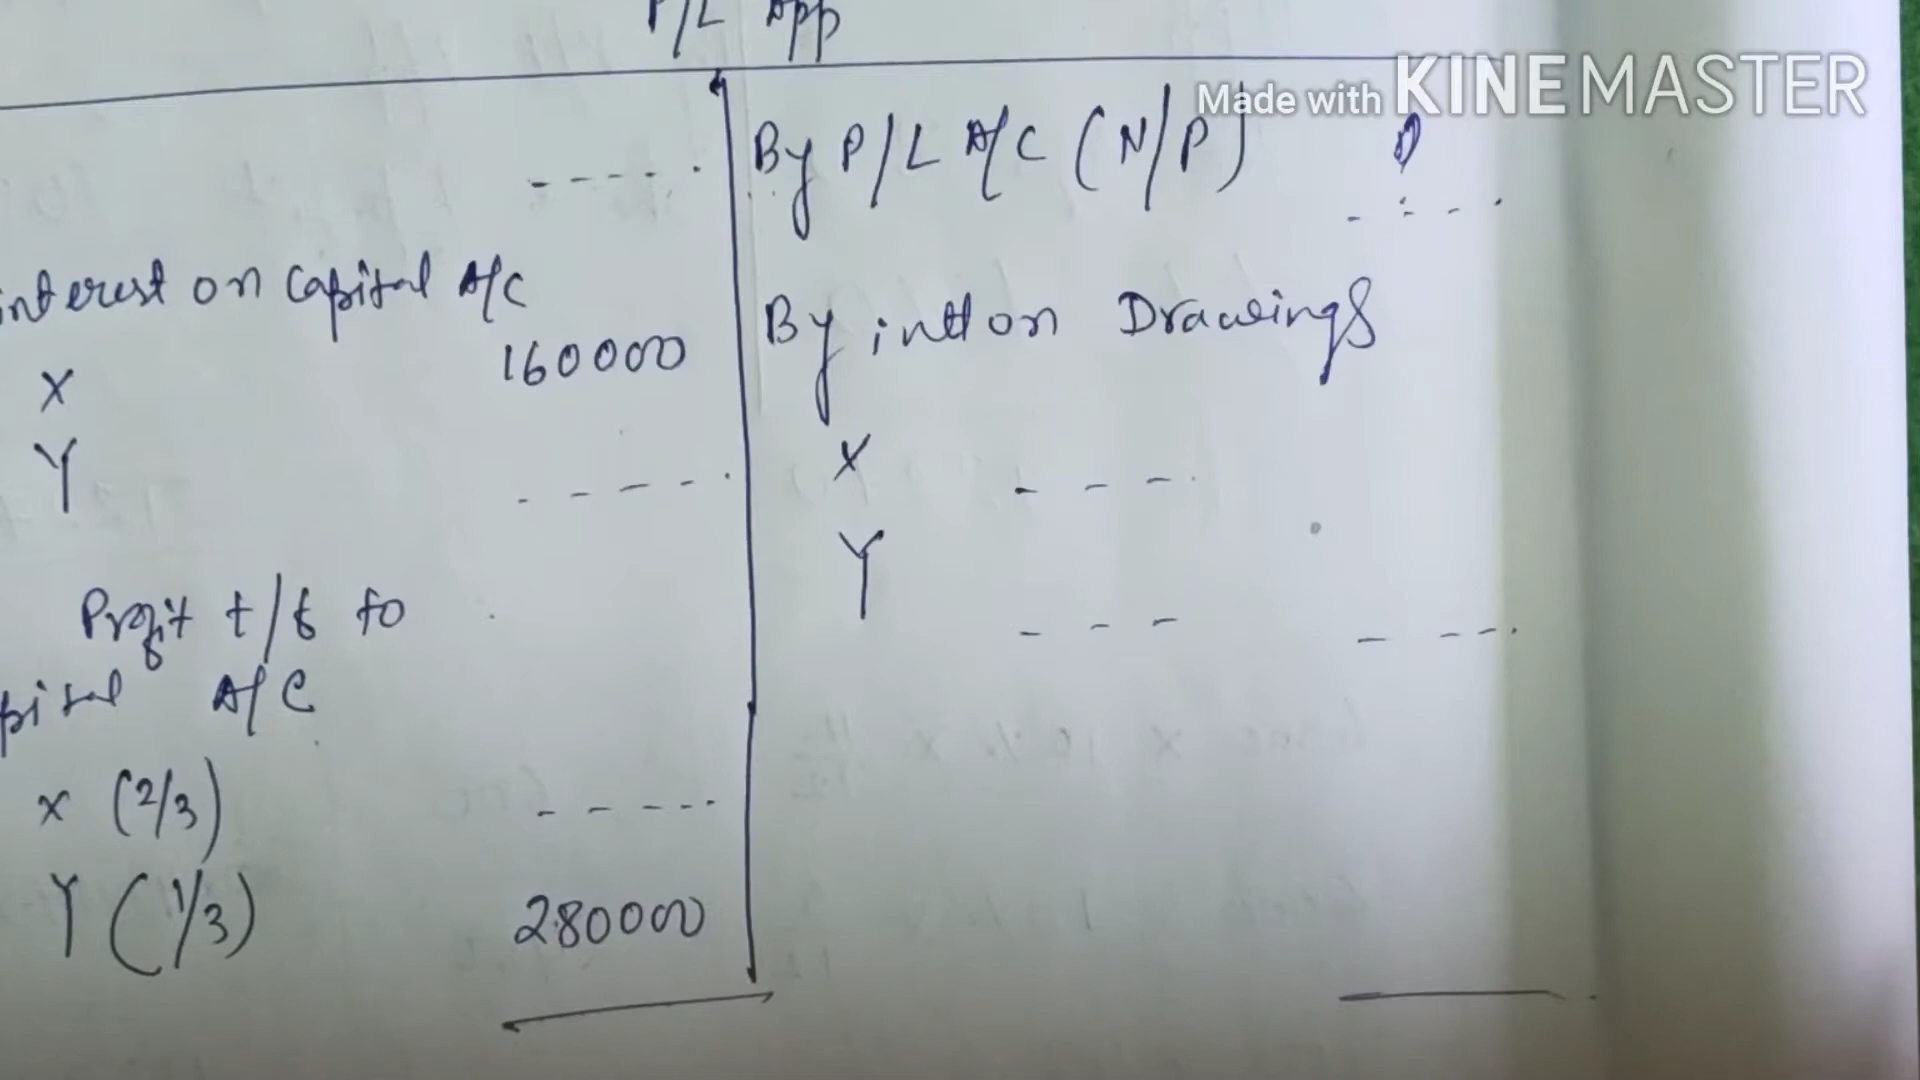 P/L App
Made with KINEMASTER
By P/L A/C (N/P)
interest on Capital A/C
X 160000
Y
Profit t/f to
pital A/C
X (2/3)
Y (1/3) 280000
By intt on Drawings
X
Y